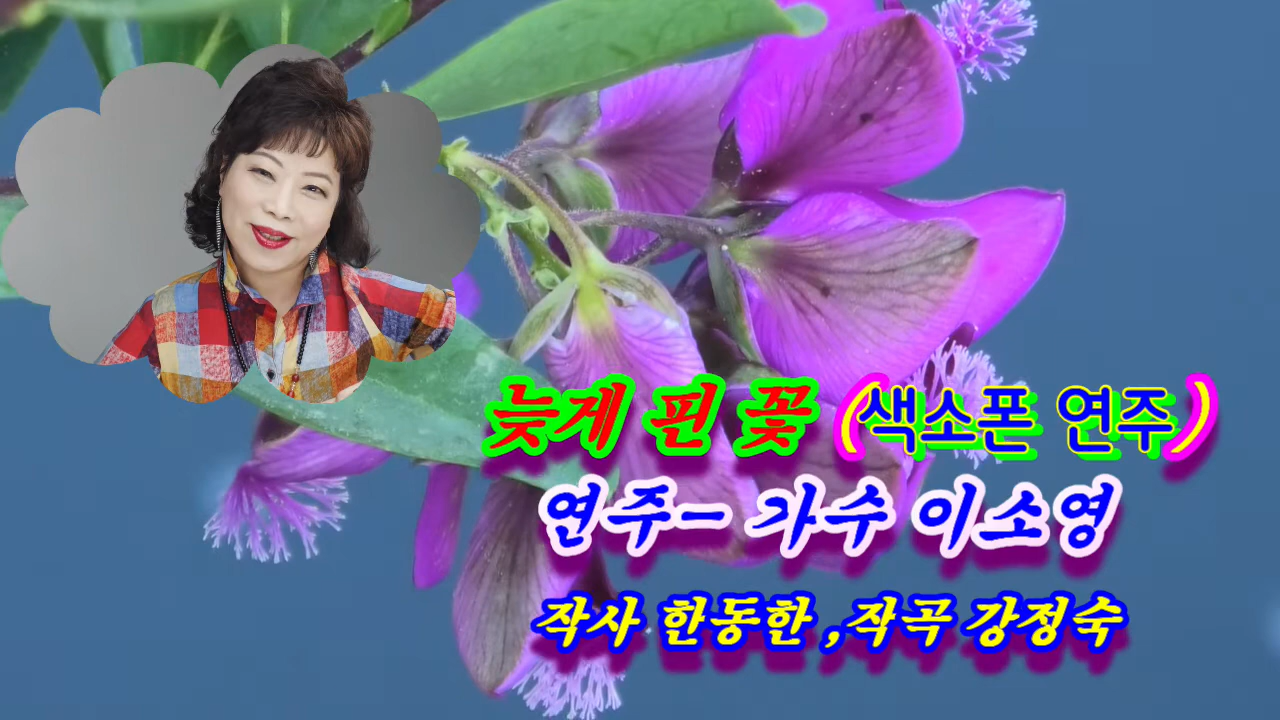 늦게 핀 꽃 (색소폰 연주)
연주- 가수 이소영
작사 한동한 ,작곡 강정숙